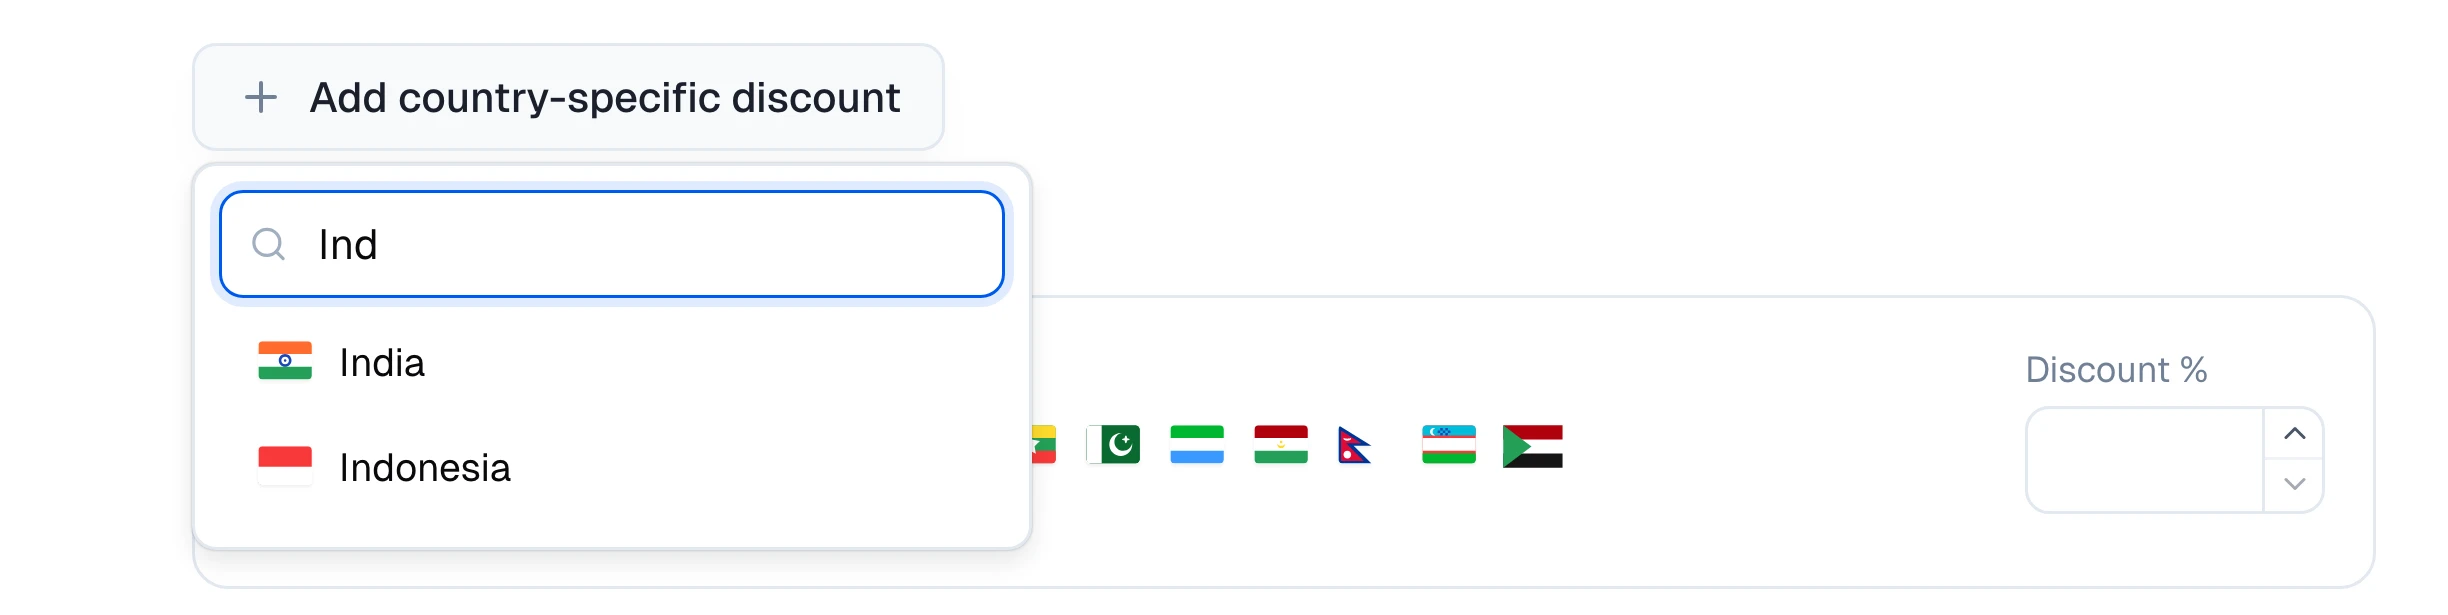 Add country-specific discount
Ind
India
Indonesia
Discount %